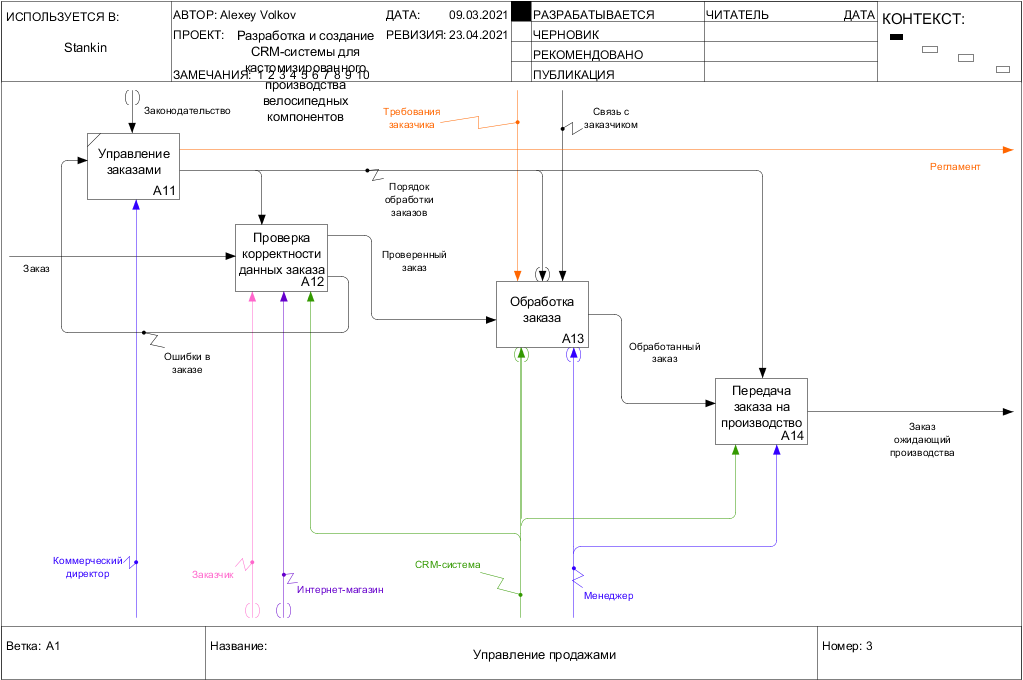 ИСПОЛЬЗУЕТСЯ В:
Stankin
АВТОР: Alexey Volkov
ДАТА: 09.03.2021
ПРОЕКТ: Разработка и создание
CRM-системы для
кастомизированного
производства
велосипедных
компонентов
РЕВИЗИЯ: 23.04.2021
ЗАМЕЧАНИЯ: 1 2 3 4 5 6 7 8 9 10
РАЗРАБАТЫВАЕТСЯ
ЧЕРНОВИК
РЕКОМЕНДОВАНО
ПУБЛИКАЦИЯ
ЧИТАТЕЛЬ
ДАТА
КОНТЕКСТ:
Законодательство
Требования
заказчика
Связь с
заказчиком
Управление
заказами
A11
Регламент
Порядок
обработки
заказов
Проверка
корректности
данных заказа
A12
Заказ
Проверенный
заказ
Обработка
заказа
A13
Ошибки в
заказе
Обработанный
заказ
Передача
заказа на
производство
A14
Заказ
ожидающий
производства
Коммерческий
директор
Заказчик
Интернет-магазин
CRM-система
Менеджер
Ветка: A1
Название:
Управление продажами
Номер: 3